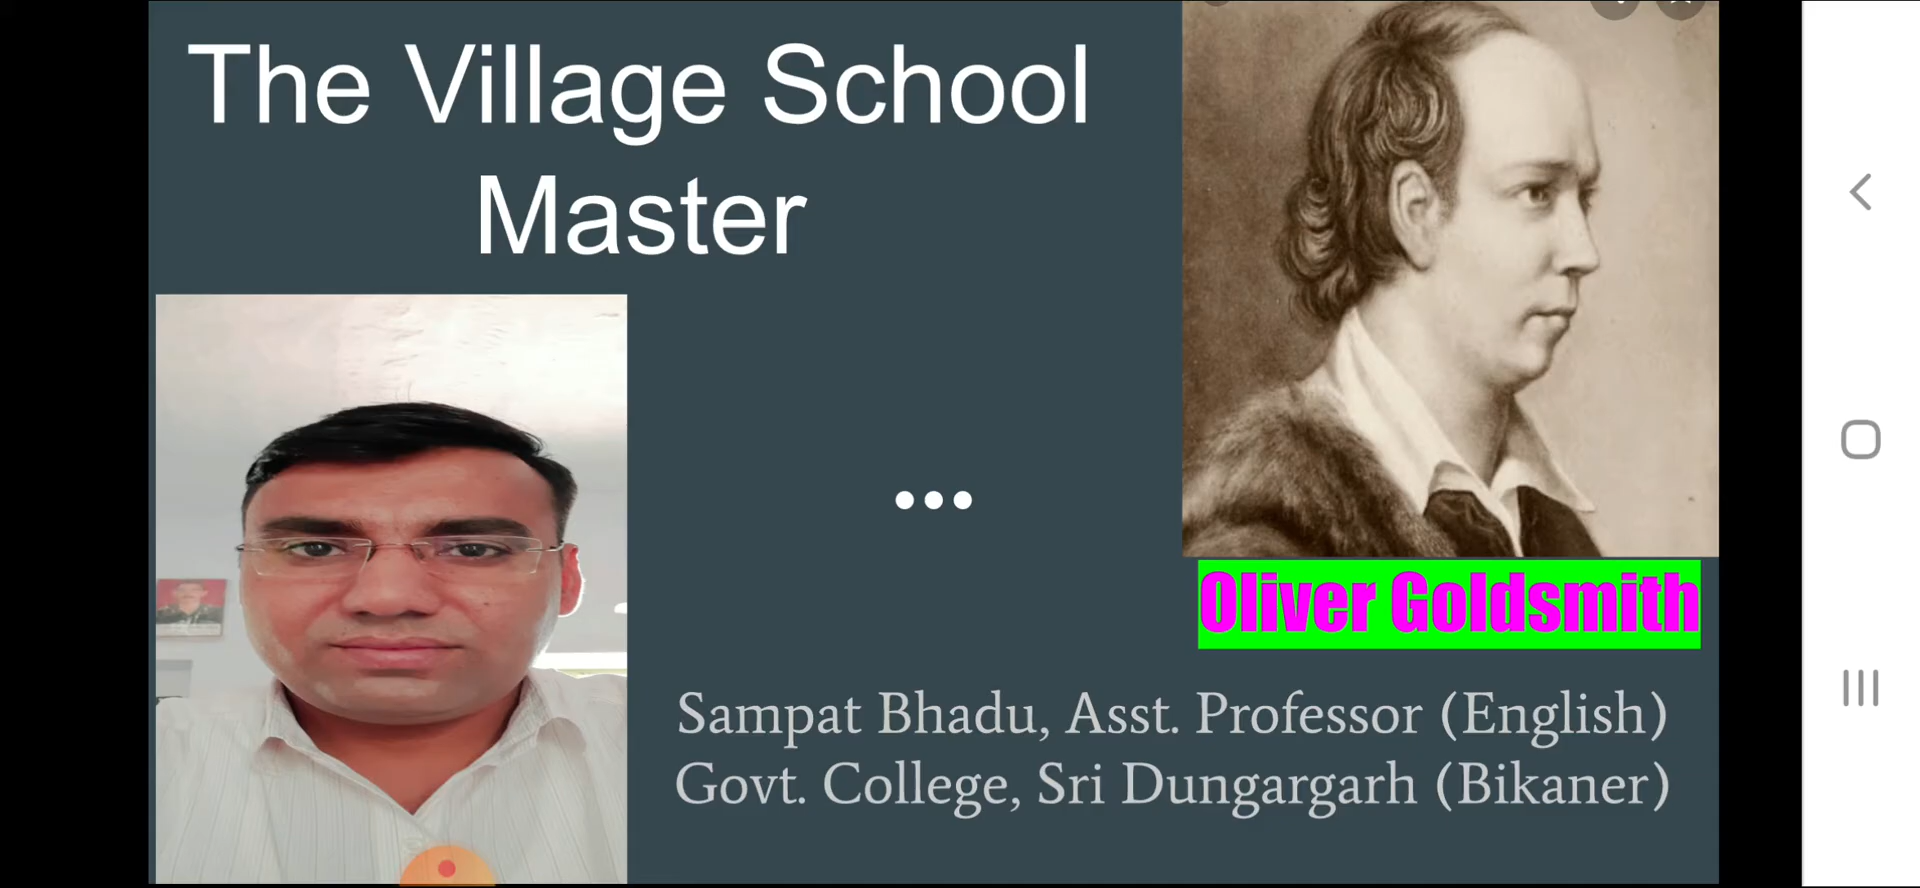 The Village School
Master
Oliver Goldsmith
Sampat Bhadu, Asst. Professor (English)
Govt. College, Sri Dungargarh (Bikaner)